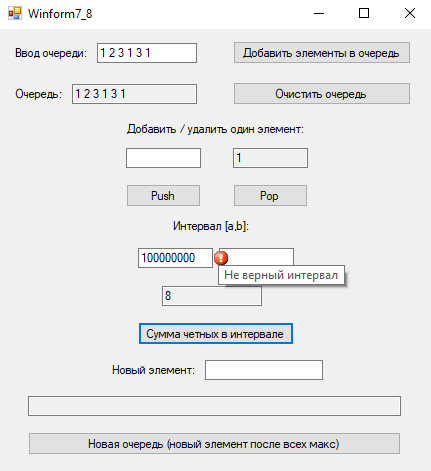 Winform7_8
Ввод очереди: 1 2 3 1 3 1 Добавить элементы в очередь
Очередь: 1 2 3 1 3 1 Очистить очередь
Добавить / удалить один элемент:
1
Push Pop
Интервал [a,b]:
100000000
Не верный интервал
8
Сумма четных в интервале
Новый элемент:
Новая очередь (новый элемент после всех макс)